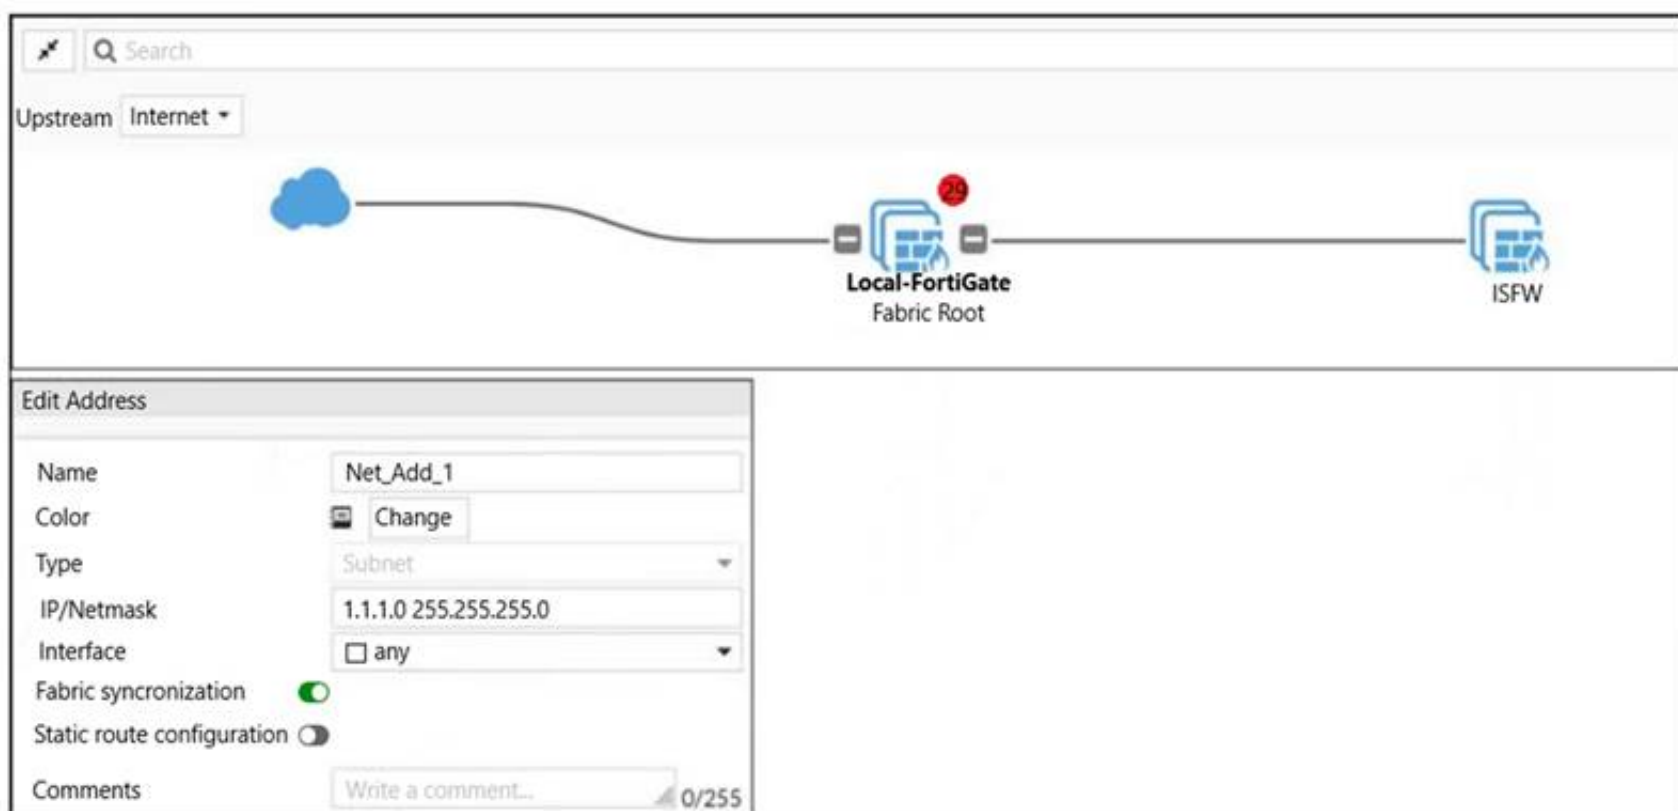 Search
Upstream Internet
29
Local-FortiGate
Fabric Root
ISFW
Edit Address
Name Net_Add_1
Color Change
Type Subnet
IP/Netmask 1.1.1.0 255.255.255.0
Interface any
Fabric syncronization
Static route configuration
Comments Write a comment... 0/255